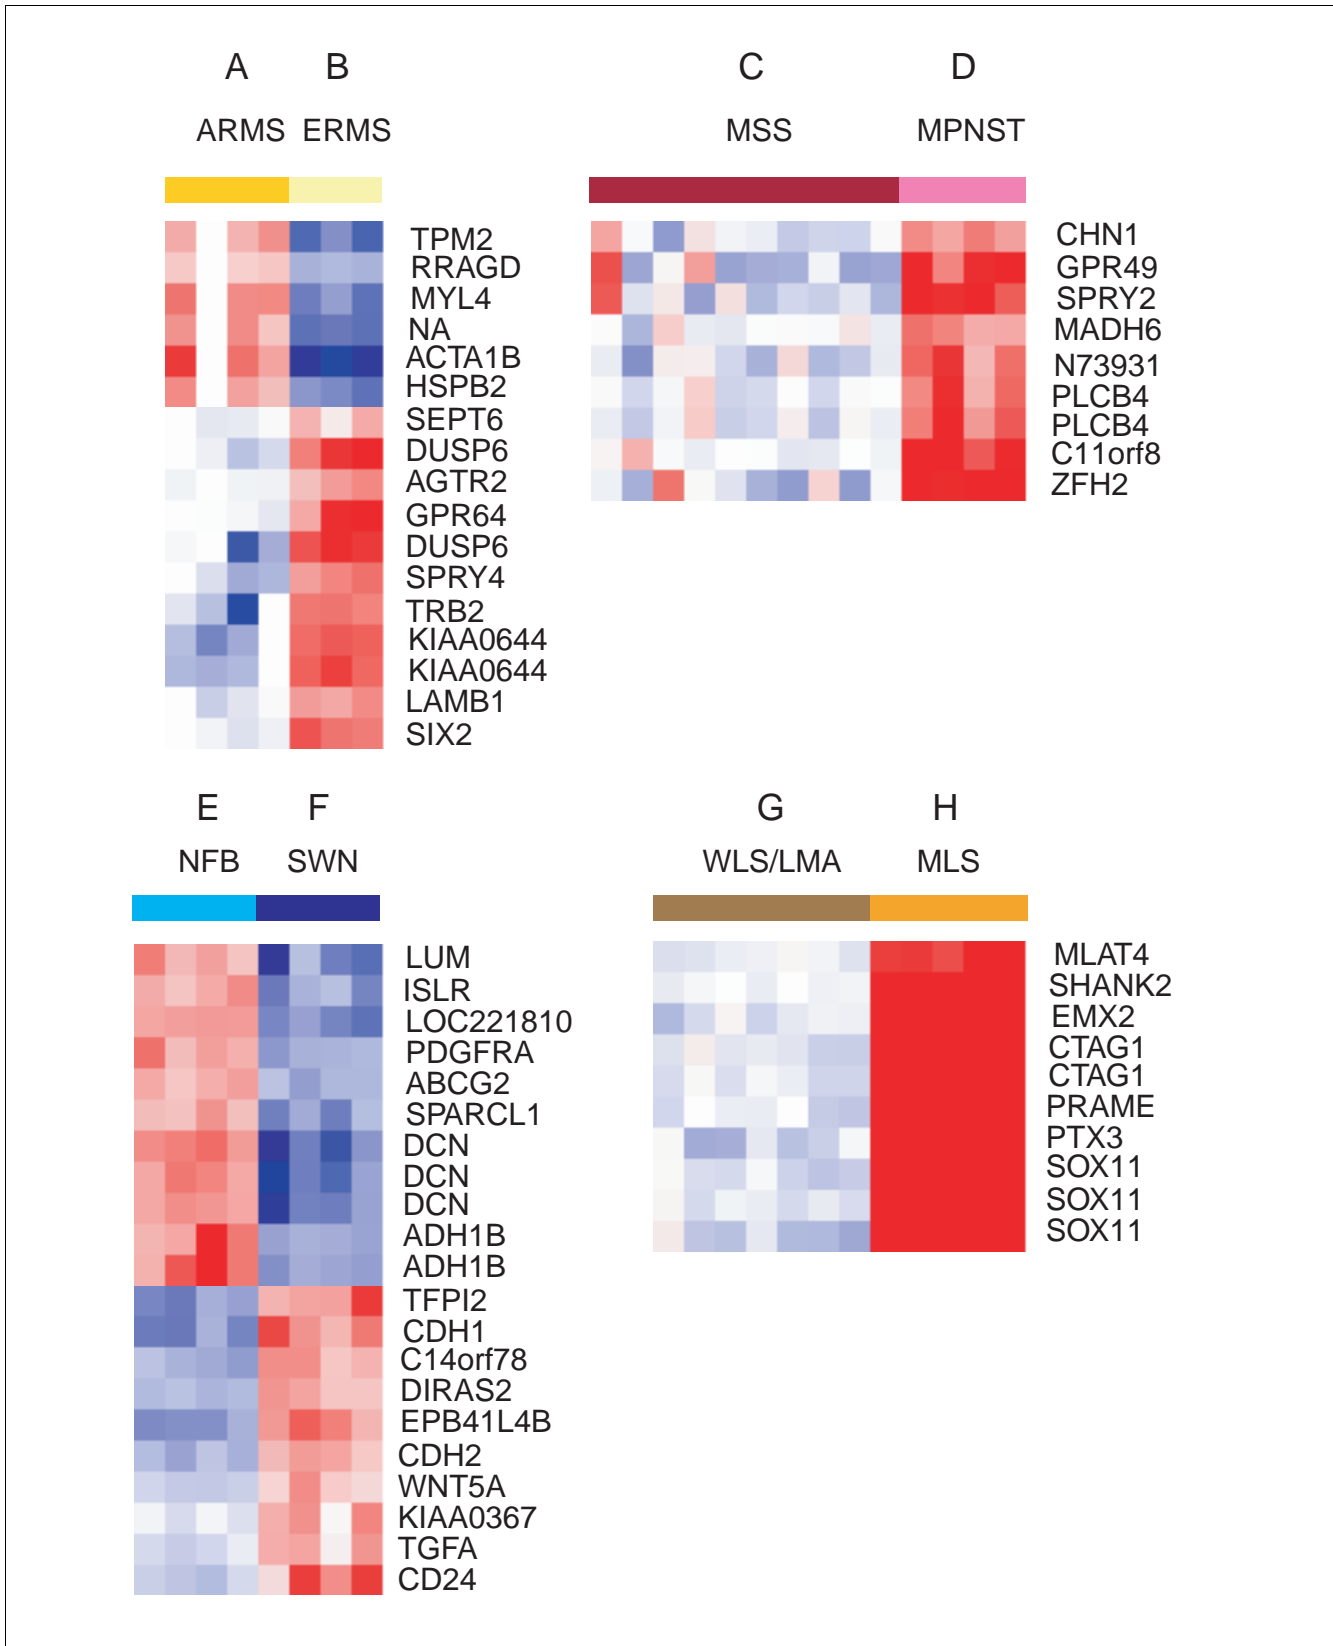 A B
ARMS ERMS
TPM2
RRAGD
MYL4
NA
ACTA1B
HSPB2
SEPT6
DUSP6
AGTR2
GPR64
DUSP6
SPRY4
TRB2
KIAA0644
KIAA0644
LAMB1
SIX2
C D
MSS MPNST
CHN1
GPR49
SPRY2
MADH6
N73931
PLCB4
PLCB4
C11orf8
ZFH2
E F
NFB SWN
LUM
ISLR
LOC221810
PDGFRA
ABCG2
SPARCL1
DCN
DCN
DCN
ADH1B
ADH1B
TFPI2
CDH1
C14orf78
DIRAS2
EPB41L4B
CDH2
WNT5A
KIAA0367
TGFA
CD24
G H
WLS/LMA MLS
MLAT4
SHANK2
EMX2
CTAG1
CTAG1
PRAME
PTX3
SOX11
SOX11
SOX11